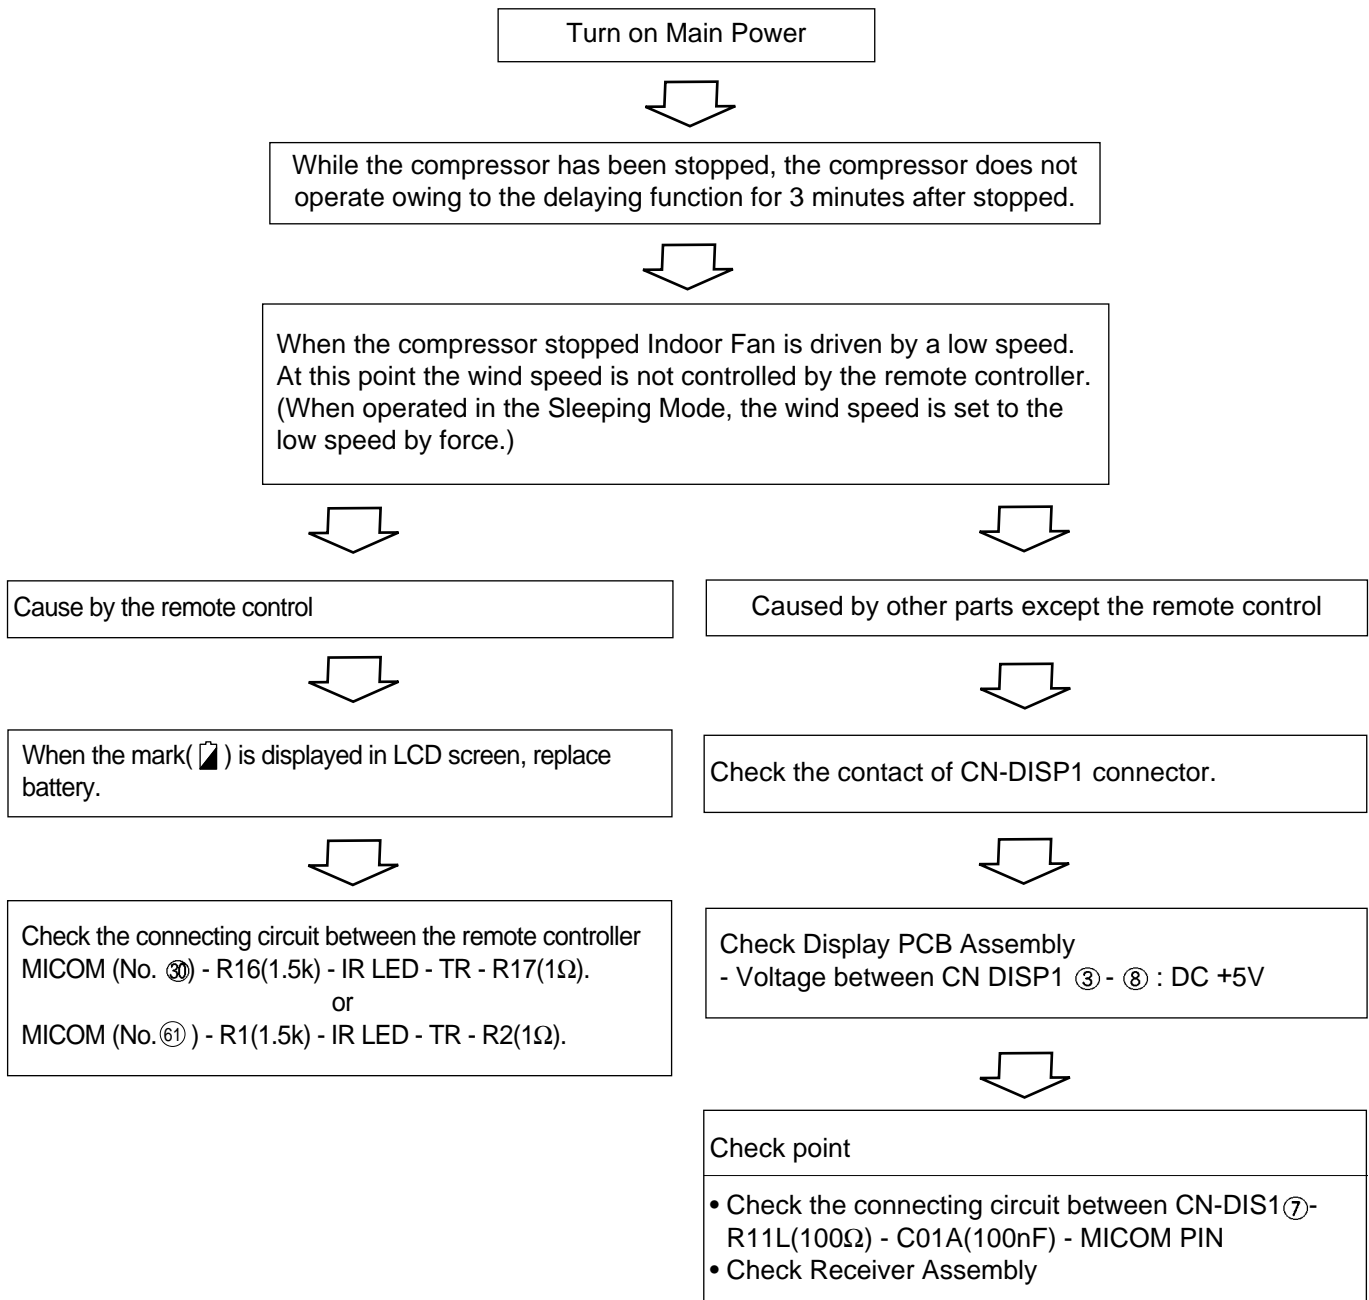 Turn on Main Power
While the compressor has been stopped, the compressor does not
operate owing to the delaying function for 3 minutes after stopped.
When the compressor stopped Indoor Fan is driven by a low speed.
At this point the wind speed is not controlled by the remote controller.
(When operated in the Sleeping Mode, the wind speed is set to the
low speed by force.)
Cause by the remote control
When the mark( ) is displayed in LCD screen, replace
battery.
Check the connecting circuit between the remote controller
MICOM (No. ㉚) - R16(1.5k) - IR LED - TR - R17(1Ω).
or
MICOM (No. 61 ) - R1(1.5k) - IR LED - TR - R2(1Ω).
Caused by other parts except the remote control
Check the contact of CN-DISP1 connector.
Check Display PCB Assembly
- Voltage between CN DISP1 ③ - ⑧ : DC +5V
Check point
• Check the connecting circuit between CN-DIS1⑦-
R11L(100Ω) - C01A(100nF) - MICOM PIN
• Check Receiver Assembly